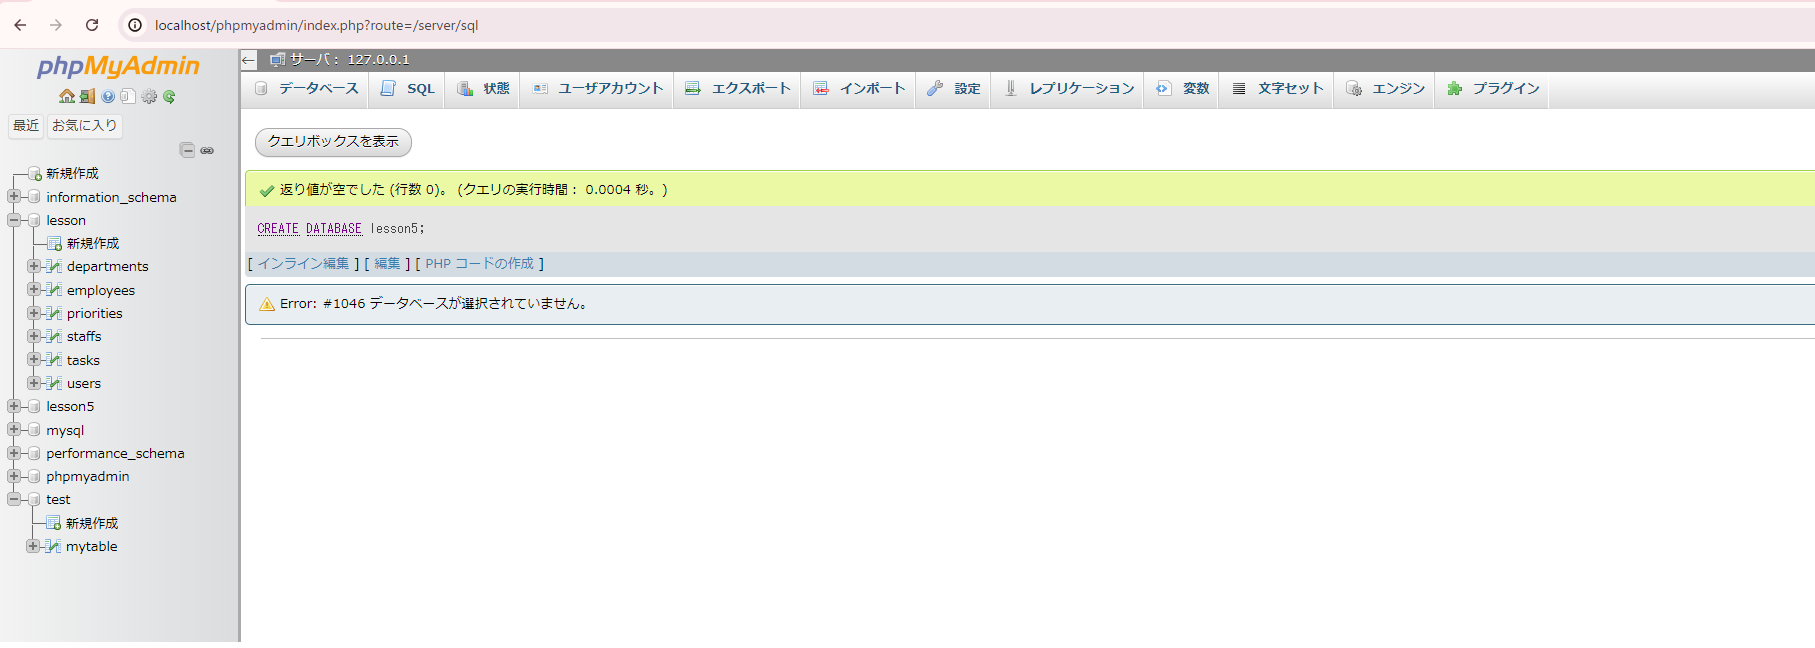 localhost/phpmyadmin/index.php?route=/server/sql
phpMyAdmin
最近 お気に入り
新規作成
information_schema
lesson
新規作成
departments
employees
priorities
staffs
tasks
users
lesson5
mysql
performance_schema
phpmyadmin
test
新規作成
mytable
サーバ： 127.0.0.1
データベース SQL 状態 ユーザアカウント エクスポート インポート 設定 レプリケーション 変数 文字セット エンジン プラグイン
クエリボックスを表示
返り値が空でした (行数 0)。 (クエリの実行時間： 0.0004 秒。)
CREATE DATABASE lesson5;
[ インライン編集 ] [ 編集 ] [ PHP コードの作成 ]
Error: #1046 データベースが選択されていません。